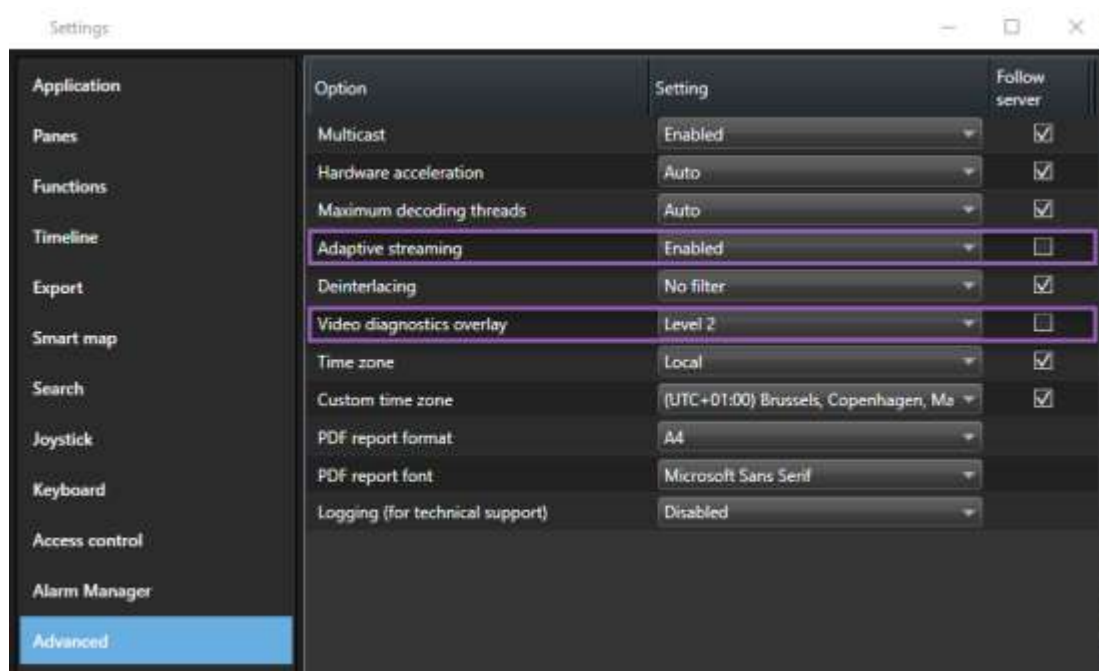 Settings
Application
Panes
Functions
Timeline
Export
Smart map
Search
Joystick
Keyboard
Access control
Alarm Manager
Advanced
Option Setting Follow server
Multicast Enabled
Hardware acceleration Auto
Maximum decoding threads Auto
Adaptive streaming Enabled
Deinterlacing No filter
Video diagnostics overlay Level 2
Time zone Local
Custom time zone (UTC+01:00) Brussels, Copenhagen, Ma
PDF report format A4
PDF report font Microsoft Sans Serif
Logging (for technical support) Disabled